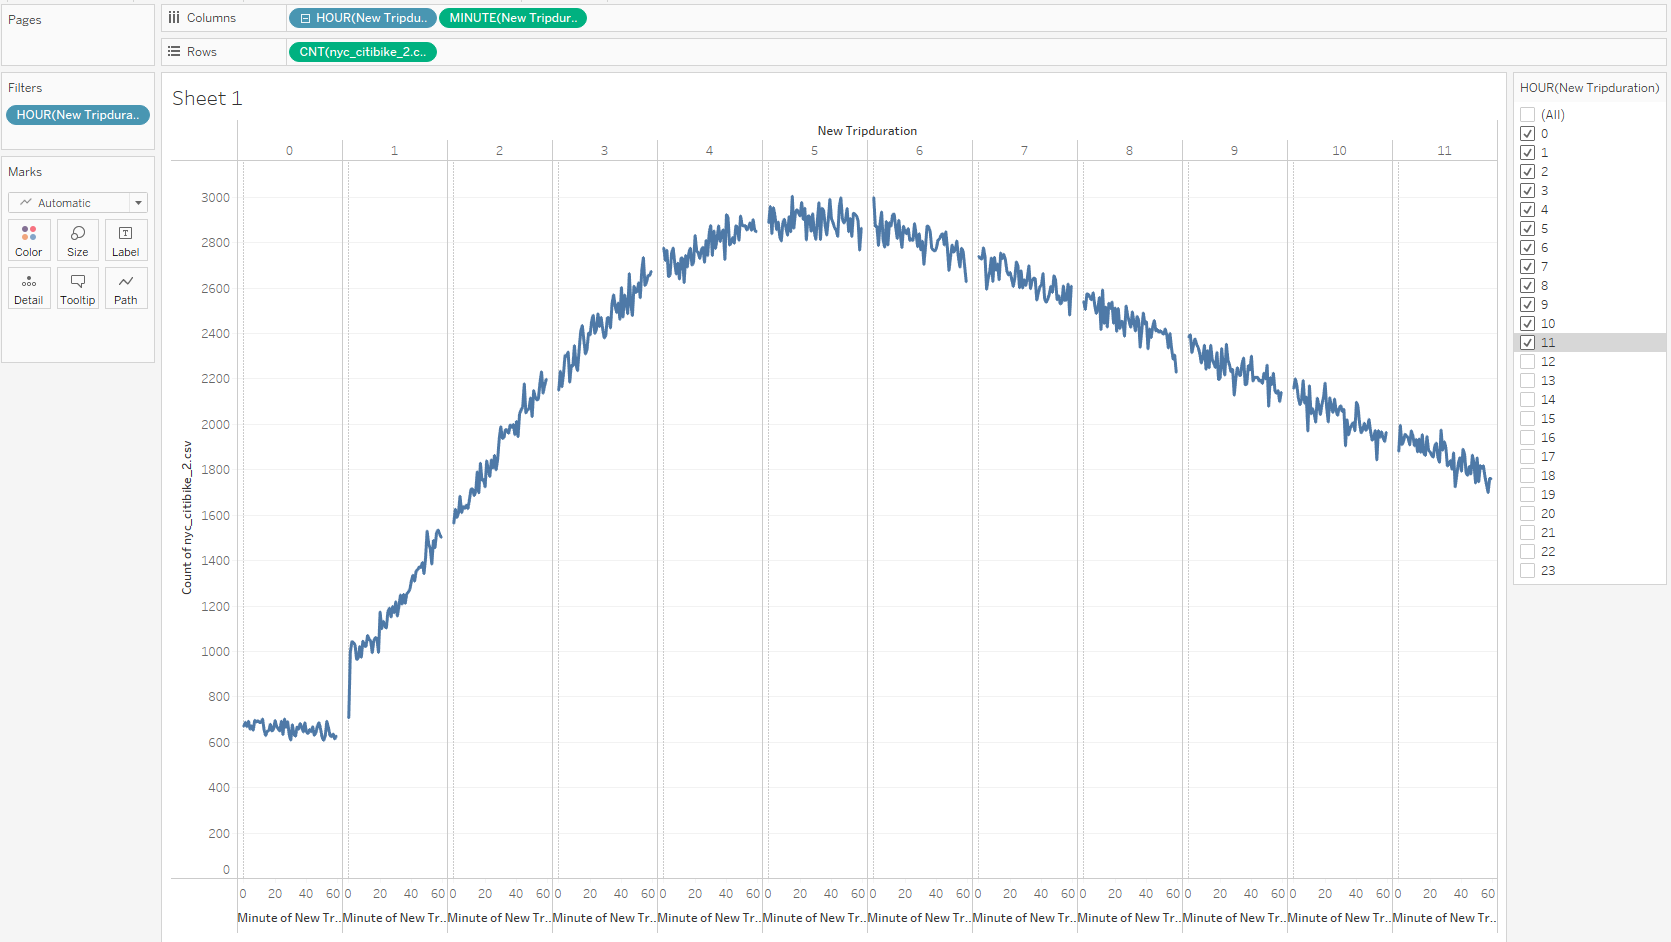 Pages
Columns
HOUR(New Tripdu..
MINUTE(New Tripdur..
Rows
CNT(nyc_citibike_2.c..
Filters
HOUR(New Tripdura..
Marks
Automatic
Color Size Label
Detail Tooltip Path
Sheet 1
New Tripduration
0 1 2 3 4 5 6 7 8 9 10 11
3000
2800
2600
2400
2200
2000
1800
1600
1400
1200
1000
800
600
400
200
0
Count of nyc_citibike_2.csv
0 20 40 60 0 20 40 60 0 20 40 60 0 20 40 60 0 20 40 60 0 20 40 60 0 20 40 60 0 20 40 60 0 20 40 60 0 20 40 60 0 20 40 60 0 20 40 60
Minute of New Tr.. Minute of New Tr.. Minute of New Tr.. Minute of New Tr.. Minute of New Tr.. Minute of New Tr.. Minute of New Tr.. Minute of New Tr.. Minute of New Tr.. Minute of New Tr.. Minute of New Tr.. Minute of New Tr..
HOUR(New Tripduration)
(All)
0
1
2
3
4
5
6
7
8
9
10
11
12
13
14
15
16
17
18
19
20
21
22
23